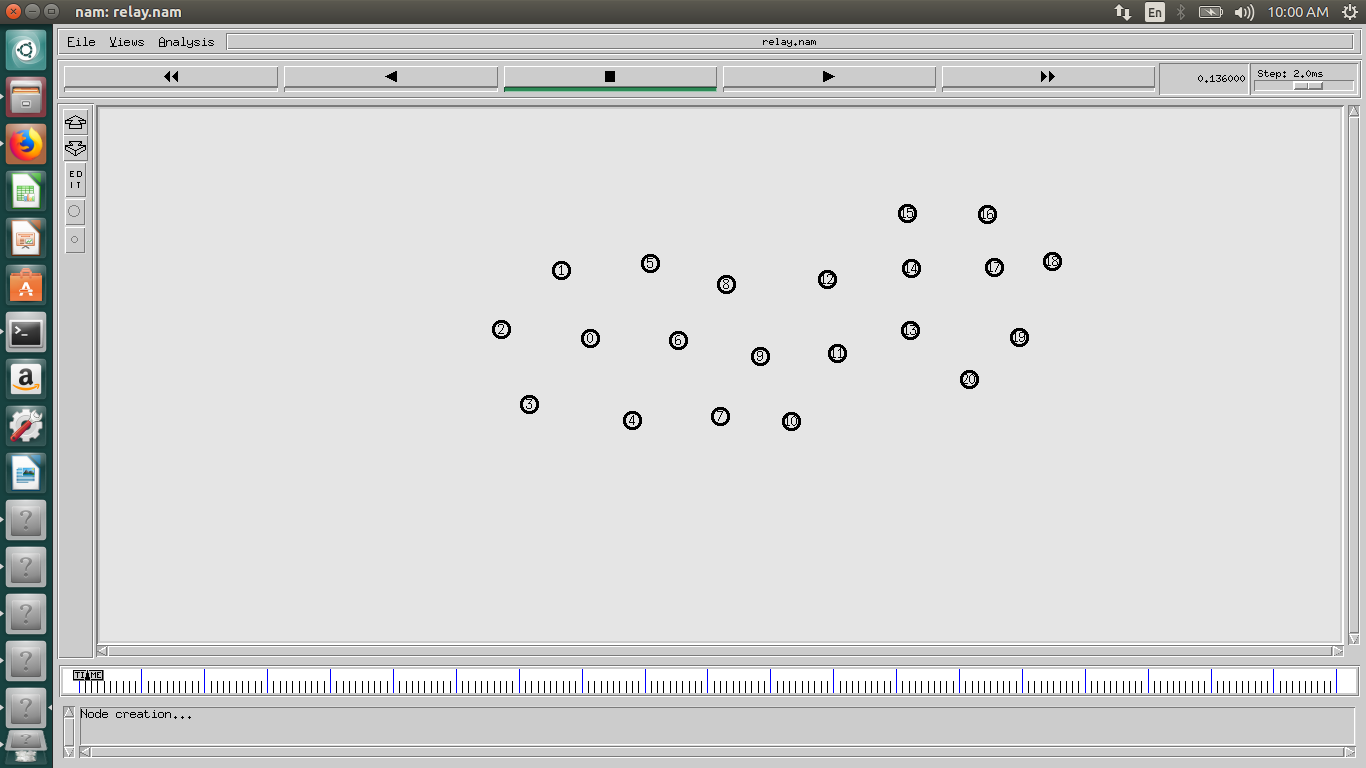 nam: relay.nam
En
10:00 AM
File Views Analysis
relay.nam
0.136000
Step: 2.0ms
ED
IT
15 16
1 5 8 12 14 17 18
2 0 6 9 11 13 19
20
3 4 7 10
TIME
Node creation...